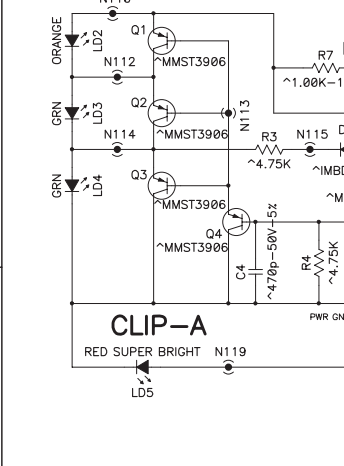 N110
ORANGE
LD2
Q1
^MMST3906
R7
^1.00K-1
N112
GRN
LD3
Q2
^MMST3906
N113
N114
R3
^4.75K
N115
D
^IMBD
GRN
LD4
Q3
^MMST3906
^M
Q4
^MMST3906
C4
^470p-50V-5%
R4
^4.75K
CLIP-A
PWR GN
RED SUPER BRIGHT
N119
LD5